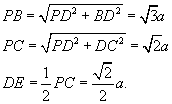 PB = √(PD² + BD²) = √3a
PC = √(PD² + DC²) = √2a
DE = 1/2 PC = √2/2 a.